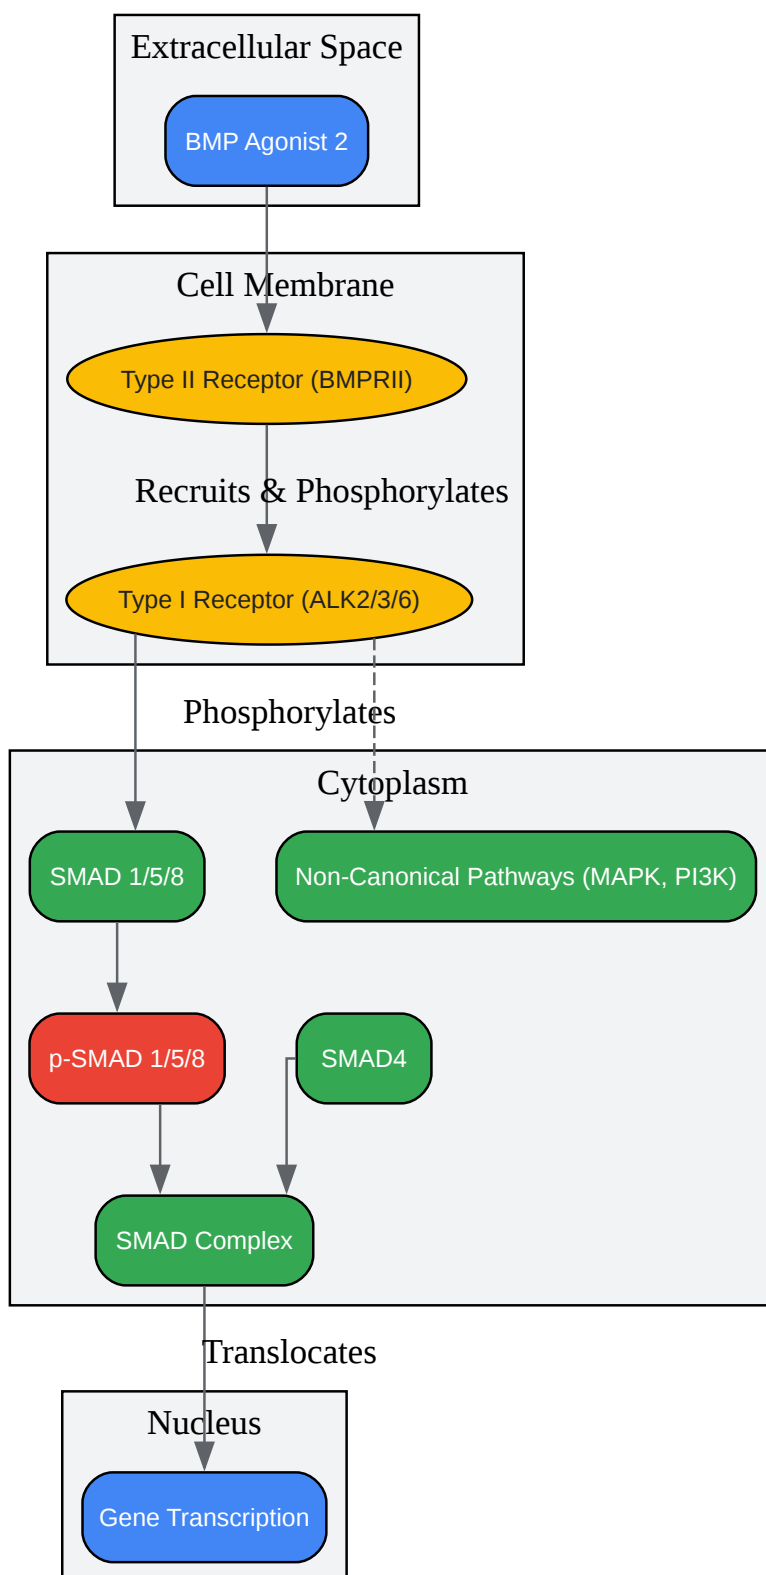 Extracellular Space
BMP Agonist 2
Cell Membrane
Type II Receptor (BMPRII)
Recruits & Phosphorylates
Type I Receptor (ALK2/3/6)
Phosphorylates
Cytoplasm
SMAD 1/5/8
Non-Canonical Pathways (MAPK, PI3K)
p-SMAD 1/5/8
SMAD4
SMAD Complex
Translocates
Nucleus
Gene Transcription